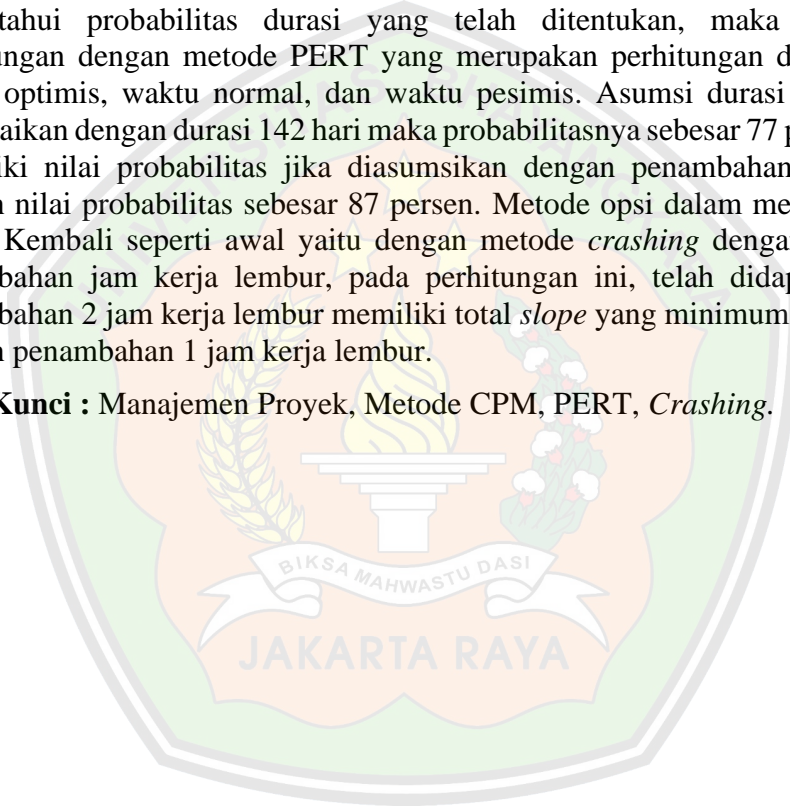 tahui probabilitas durasi yang telah ditentukan, maka
ungan dengan metode PERT yang merupakan perhitungan d
optimis, waktu normal, dan waktu pesimis. Asumsi durasi
aikan dengan durasi 142 hari maka probabilitasnya sebesar 77 p
iki nilai probabilitas jika diasumsikan dengan penambahan
n nilai probabilitas sebesar 87 persen. Metode opsi dalam me
Kembali seperti awal yaitu dengan metode crashing denga
bahan jam kerja lembur, pada perhitungan ini, telah didap
bahan 2 jam kerja lembur memiliki total slope yang minimum
n penambahan 1 jam kerja lembur.
Kunci : Manajemen Proyek, Metode CPM, PERT, Crashing.
BIKSA MAHWASTU DASI
JAKARTA RAYA